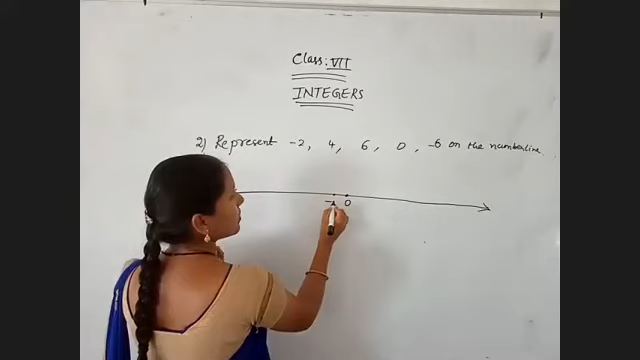 Class: VII
INTEGERS
2) Represent -2, 4, 6, 0, -6 on the numberline.
- 0